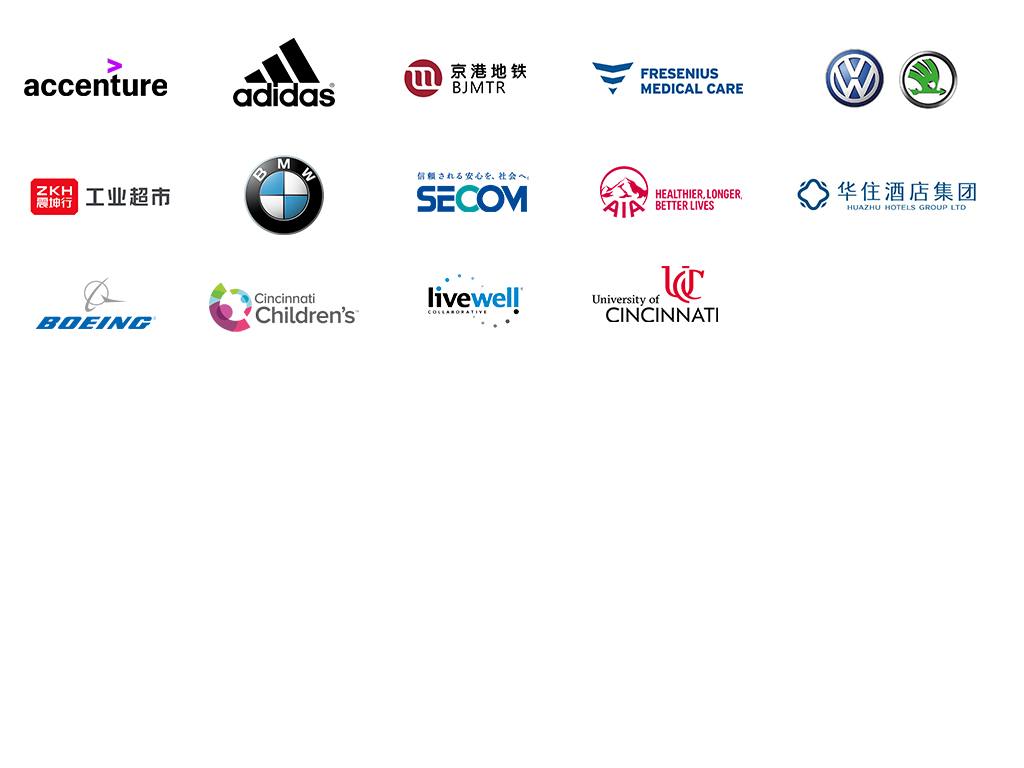 accenture
adidas®
京港地铁
BJMTR
FRESENIUS
MEDICAL CARE
ZKH
震坤行
工业超市
BMW
信頼される安心を、社会へ。
SECOM
AIA
HEALTHIER, LONGER,
BETTER LIVES
华住酒店集团
HUAZHU HOTELS GROUP LTD
BOEING®
Cincinnati
Children's™
livewell
COLLABORATIVE
UC
University of
CINCINNATI